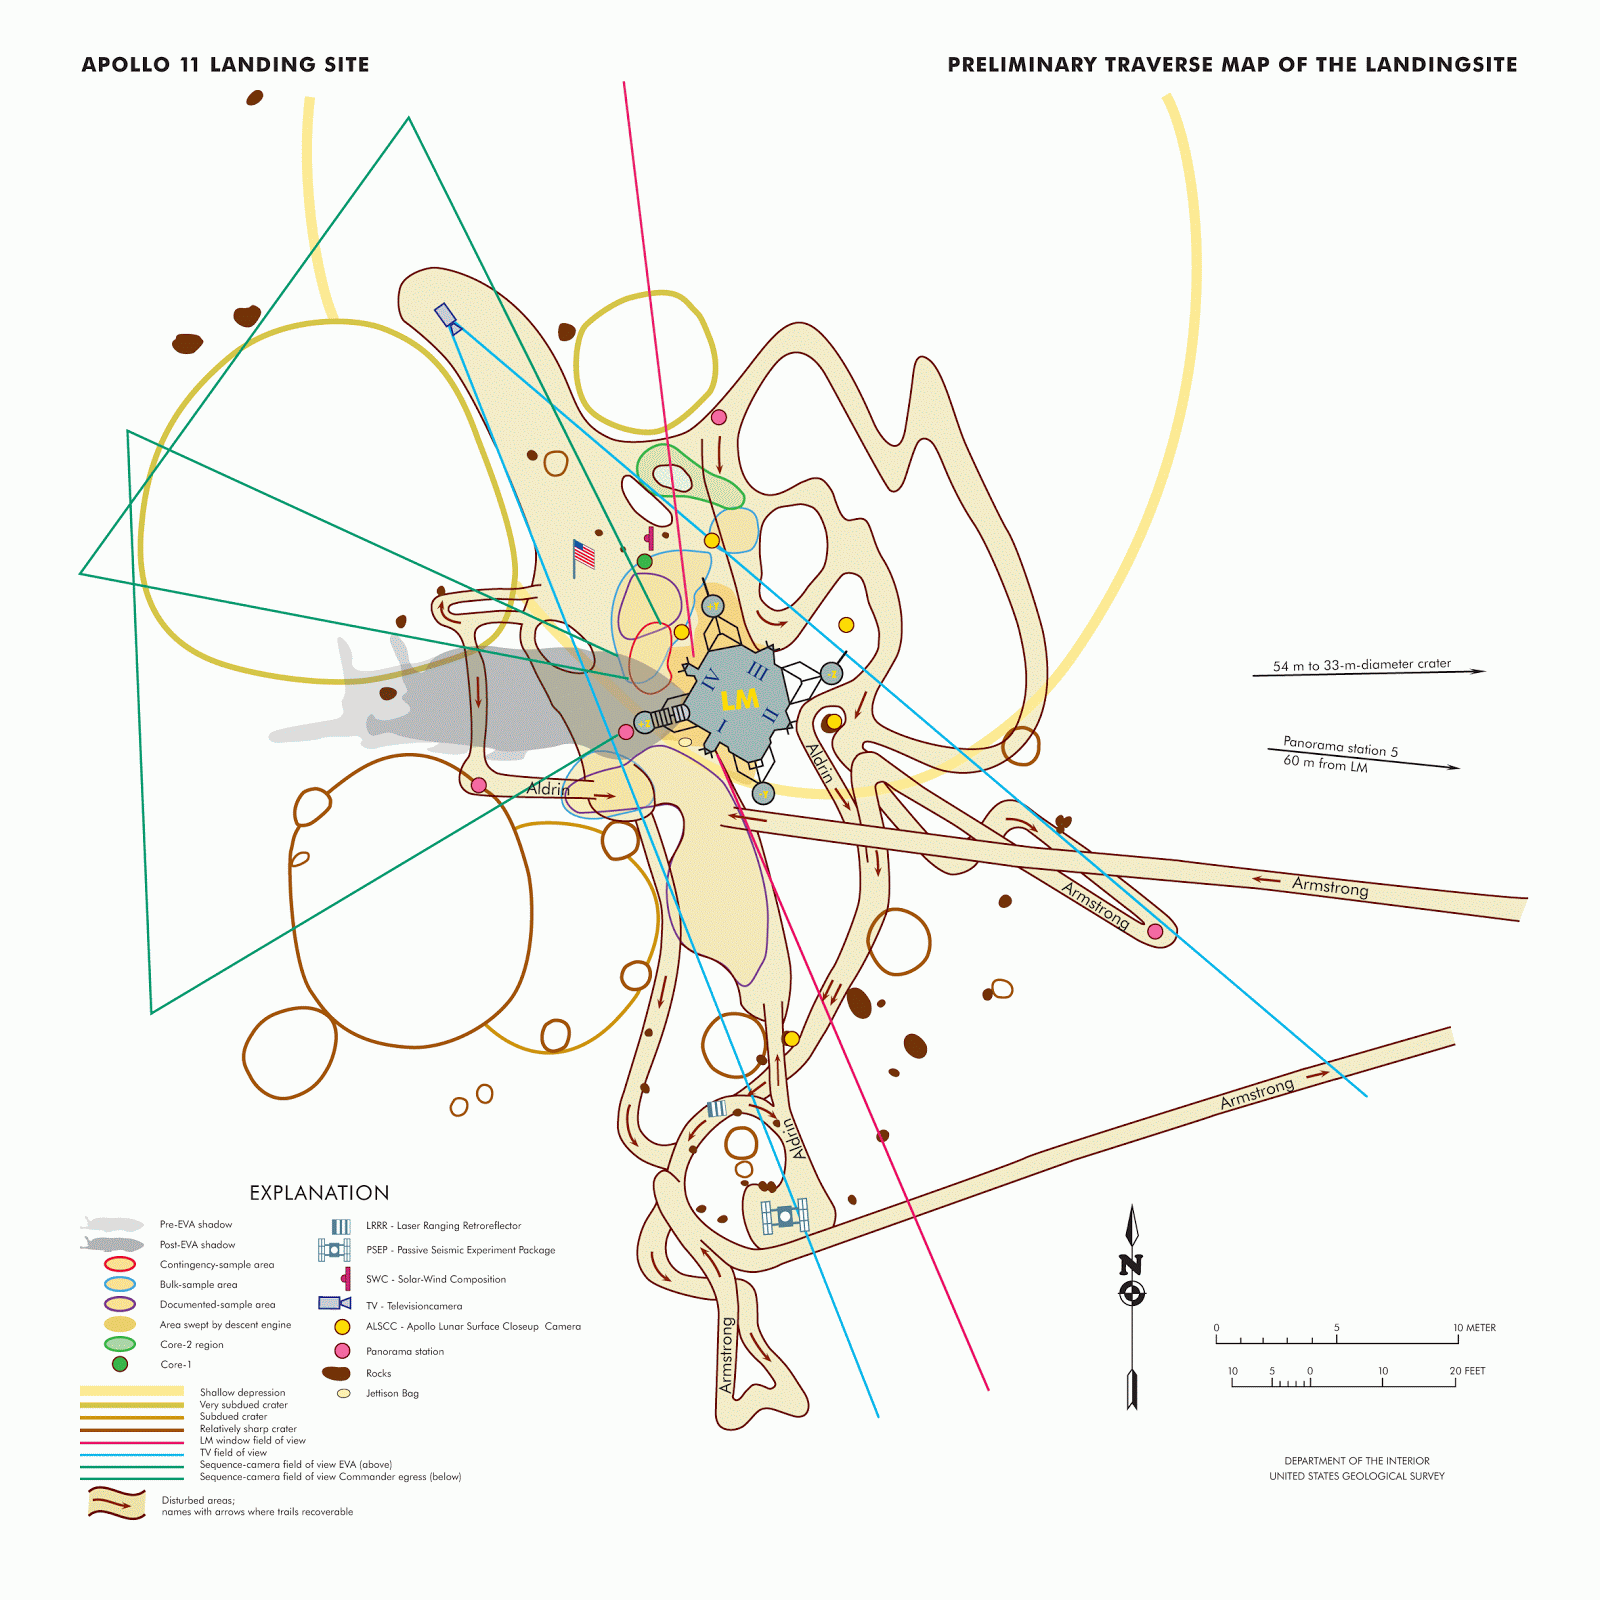 APOLLO 11 LANDING SITE
PRELIMINARY TRAVERSE MAP OF THE LANDINGSITE
+Y
IV
III
LM
-Z
+Z
I
II
-Y
54 m to 33-m-diameter crater
Panorama station 5
60 m from LM
Aldrin
Aldrin
Armstrong
Armstrong
Armstrong
Aldrin
Armstrong
EXPLANATION
Pre-EVA shadow
Post-EVA shadow
Contingency-sample area
Bulk-sample area
Documented-sample area
Area swept by descent engine
Core-2 region
Core-1
LRRR - Laser Ranging Retroreflector
PSEP - Passive Seismic Experiment Package
SWC - Solar-Wind Composition
TV - Televisioncamera
ALSCC - Apollo Lunar Surface Closeup Camera
Panorama station
Rocks
Jettison Bag
Shallow depression
Very subdued crater
Subdued crater
Relatively sharp crater
LM window field of view
TV field of view
Sequence-camera field of view EVA (above)
Sequence-camera field of view Commander egress (below)
Disturbed areas;
names with arrows where trails recoverable
N
0 5 10 METER
10 5 0 10 20 FEET
DEPARTMENT OF THE INTERIOR
UNITED STATES GEOLOGICAL SURVEY